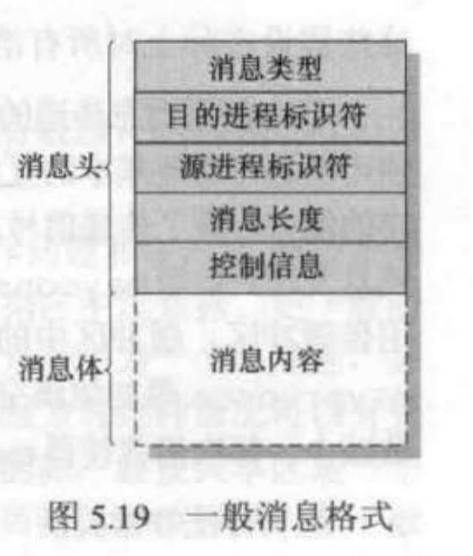 消息类型
目的进程标识符
消息头
源进程标识符
消息长度
控制信息
消息体
消息内容
图 5.19 一般消息格式